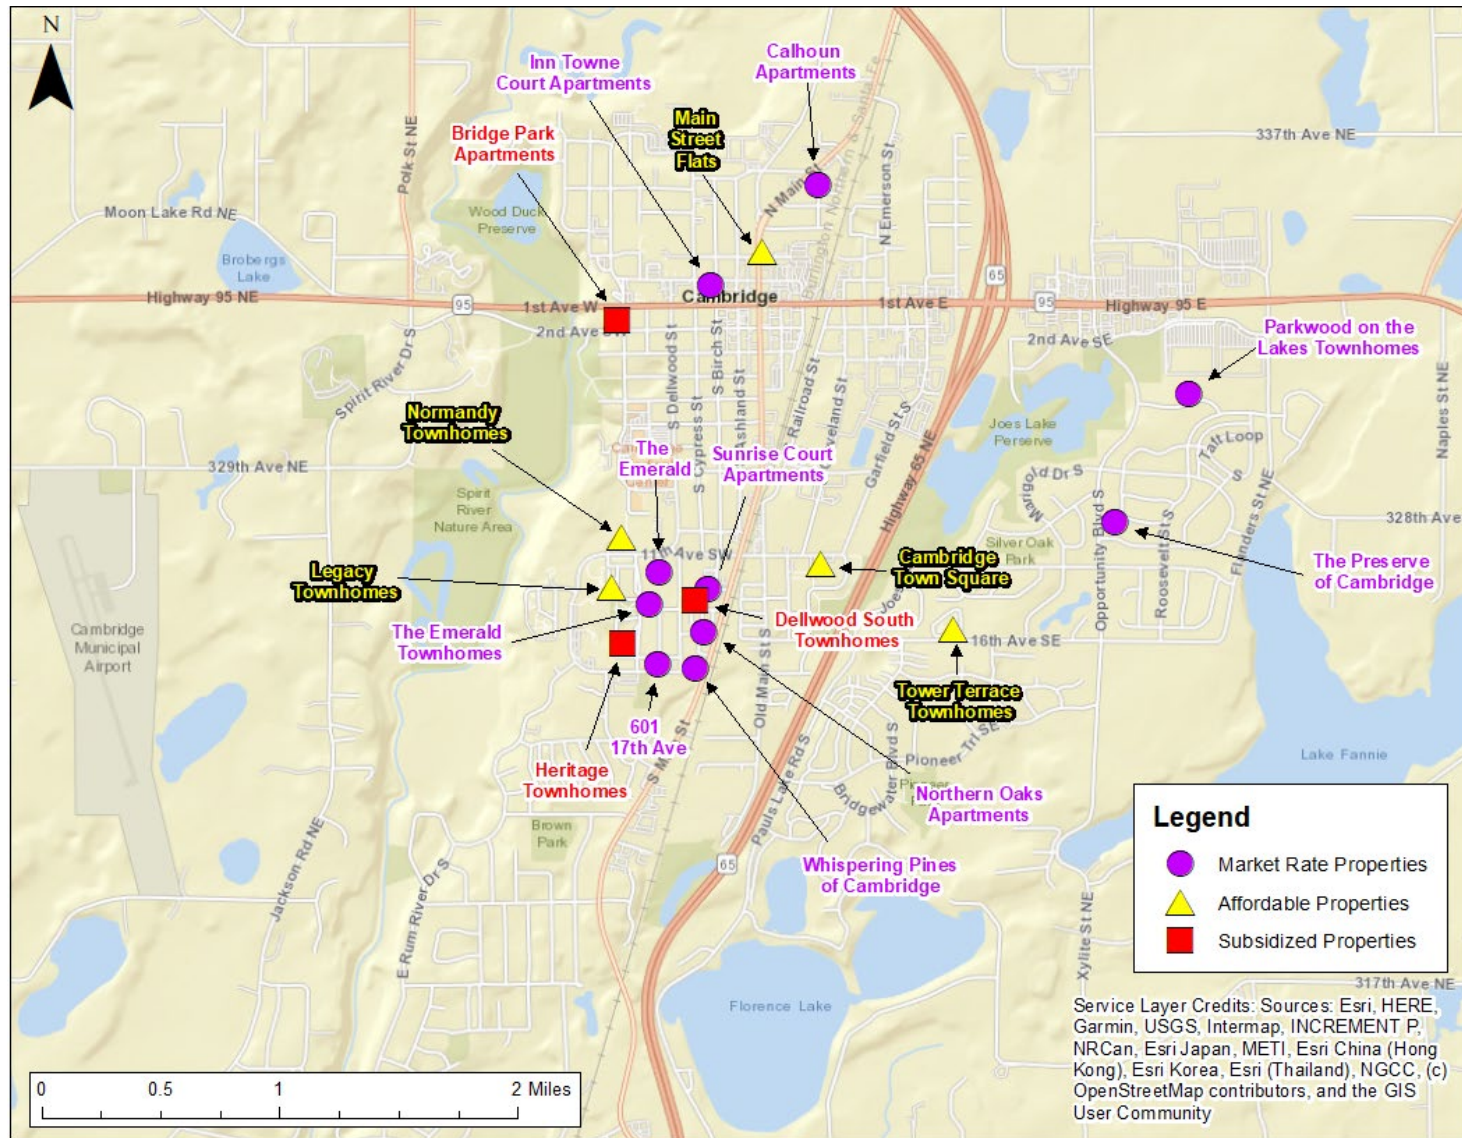 N
Inn Towne
Court Apartments
Calhoun
Apartments
Main
Street
Flats
Bridge Park
Apartments
Polk St NE
Burlington Northern & Santa Fe
337th Ave NE
N Main St
N Emerson St
Moon Lake Rd NE
Wood Duck
Preserve
Brobergs
Lake
65
Highway 95 NE
95
1st Ave W
Cambridge
1st Ave E
95
Highway 95 E
2nd Ave SW
2nd Ave SE
Parkwood on the
Lakes Townhomes
Spirit River Dr S
S Dellwood St
S Birch St
S Cypress St
Ashland St
Railroad St
Cleveland St
Garfield St S
Highway 65 NE
Naples St NE
Normandy
Townhomes
Joes Lake
Perserve
Taft Loop
S
The
Emerald
Sunrise Court
Apartments
329th Ave NE
Marigold Dr S
Spirit
River
Nature Area
Opportunity Blvd S
Roosevelt St S
Flanders St NE
328th Ave
11th Ave SW
Silver Oak
Park
Cambridge
Town Square
The Preserve
of Cambridge
Legacy
Townhomes
Joes
Cambridge
Municipal
Airport
The Emerald
Townhomes
Dellwood South
Townhomes
16th Ave SE
Old Main St S
Tower Terrace
Townhomes
601
17th Ave
Heritage
Townhomes
S Main St
Pauls Lake Rd S
Bridgewater Blvd S
Pioneer Trl SE
Pioneer
Lake Fannie
Northern Oaks
Apartments
Brown
Park
65
Whispering Pines
of Cambridge
Jackson Rd NE
E Rum River Dr S
Xylite St NE
Florence Lake
317th Ave NE
Legend
Market Rate Properties
Affordable Properties
Subsidized Properties
Service Layer Credits: Sources: Esri, HERE,
Garmin, USGS, Intermap, INCREMENT P,
NRCan, Esri Japan, METI, Esri China (Hong
Kong), Esri Korea, Esri (Thailand), NGCC, (c)
OpenStreetMap contributors, and the GIS
User Community
0 0.5 1 2 Miles